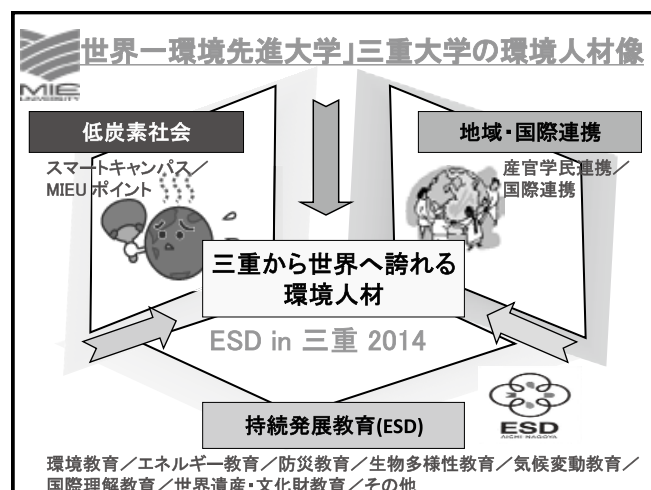 世界一環境先進大学」三重大学の環境人材像
MIE
UNIVERSITY
低炭素社会
スマートキャンパス／
MIEU ポイント
地域・国際連携
産官学民連携／
国際連携
三重から世界へ誇れる
環境人材
ESD in 三重 2014
持続発展教育(ESD)
ESD
AICHI NAGOYA
環境教育／エネルギー教育／防災教育／生物多様性教育／気候変動教育／
国際理解教育／世界遺産・文化財教育／その他